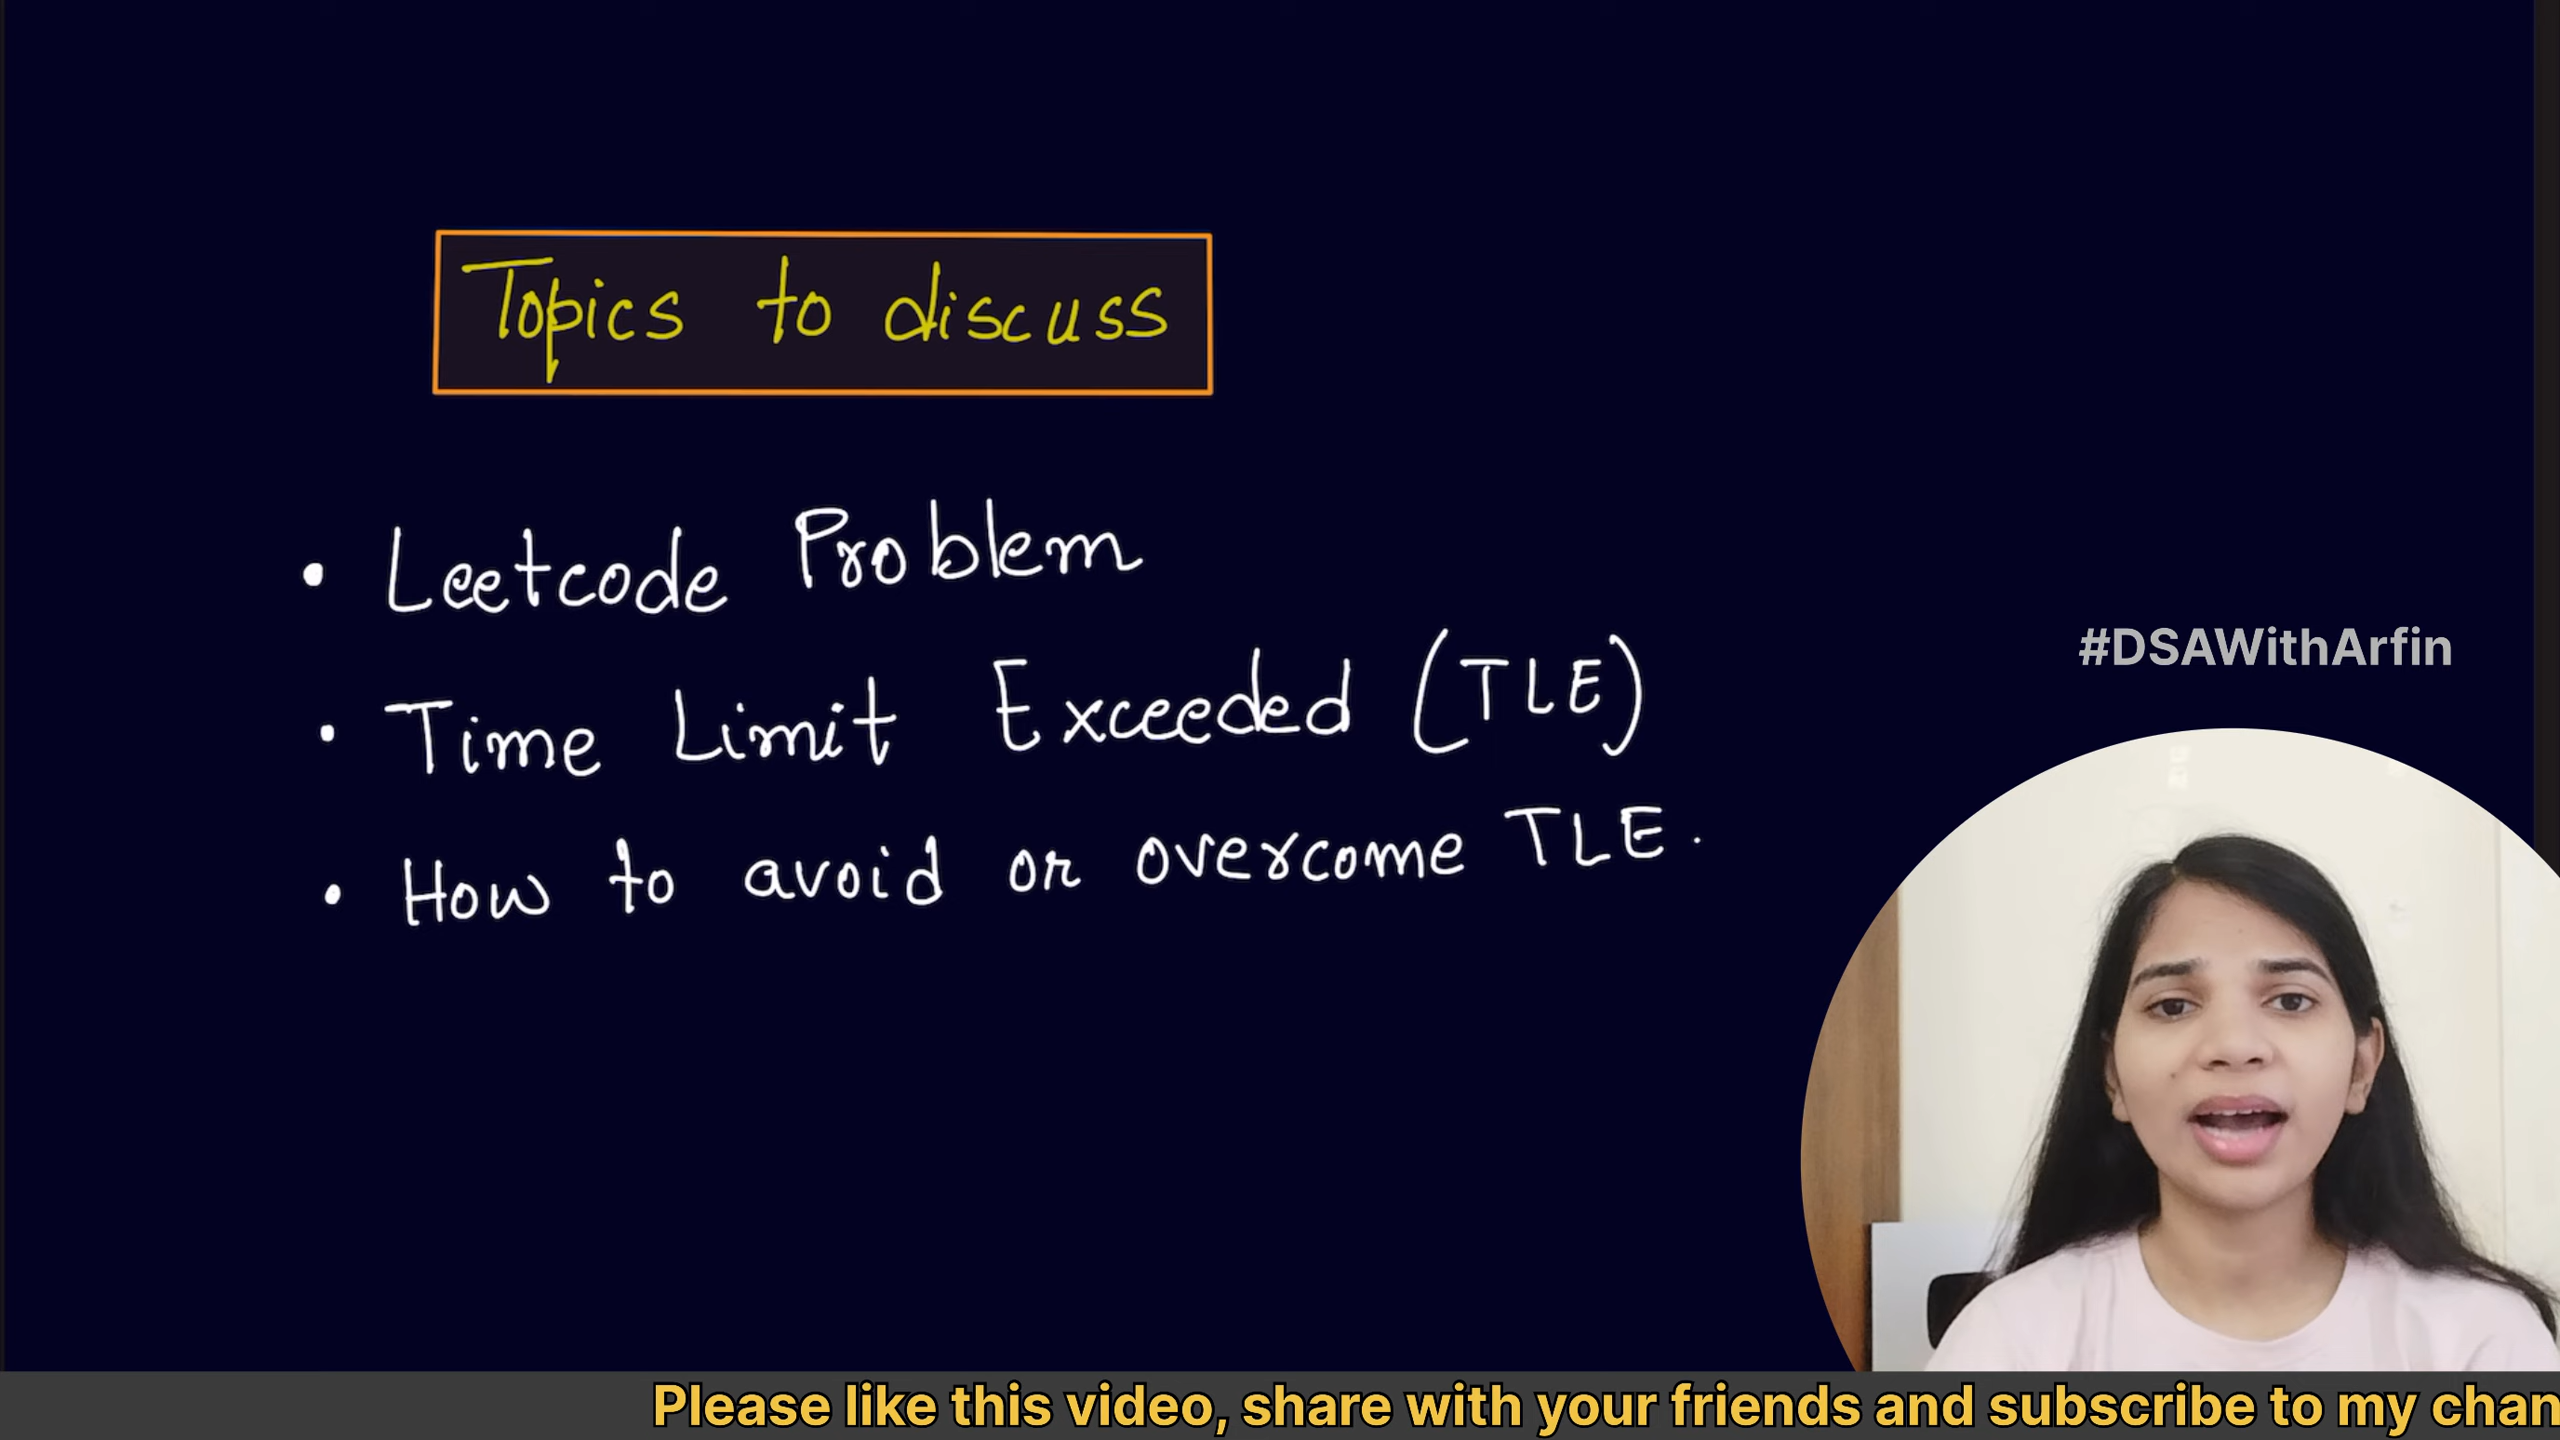 Topics to discuss
• Leetcode Problem
• Time Limit Exceeded (TLE)
• How to avoid or overcome TLE.
#DSAWithArfin
Please like this video, share with your friends and subscribe to my chan